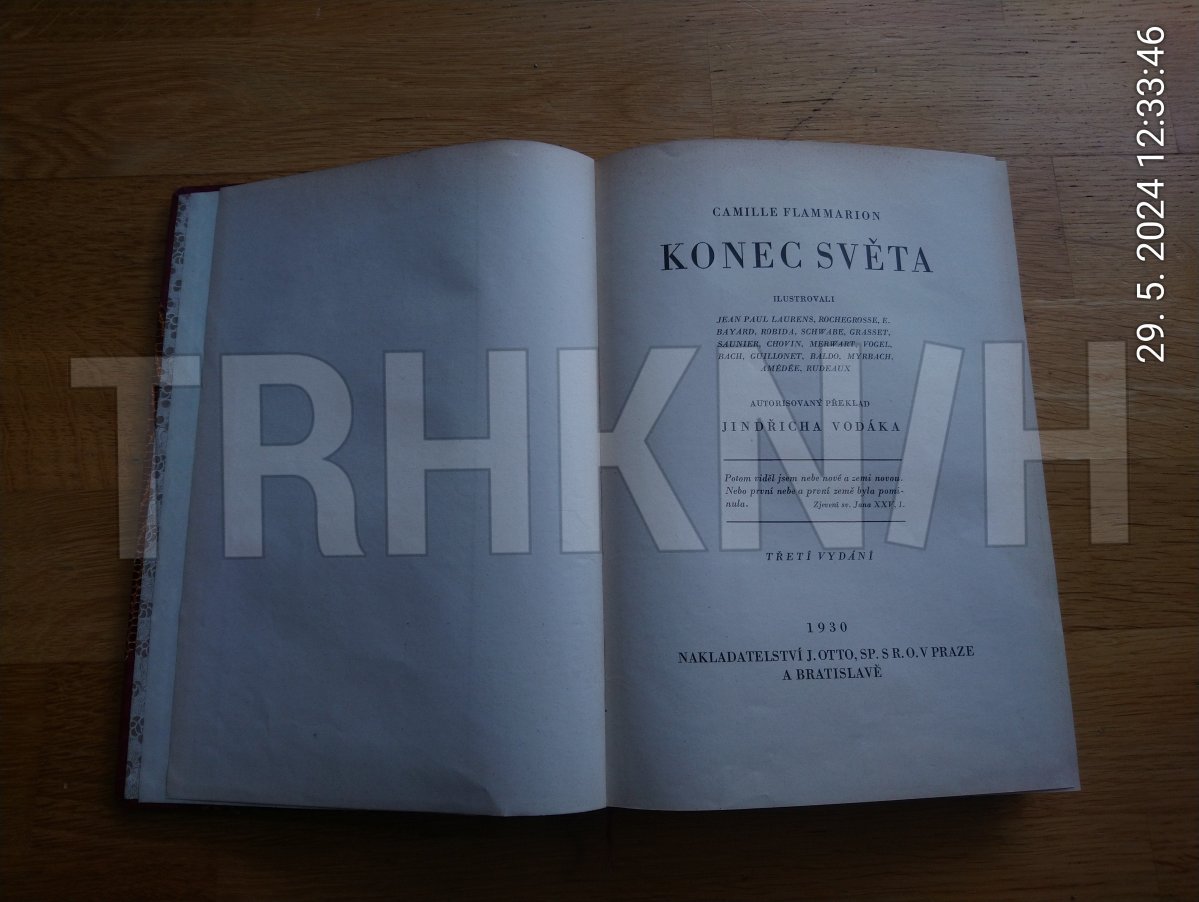 CAMILLE FLAMMARION
KONEC SVĚTA
ILUSTROVALI
JEAN PAUL LAURENS, ROCHEGROSSE, E.
BAYARD, ROBIDA, SCHWABE, GRASSET,
SAUNIER, CHOVIN, MERWART, VOGEL,
BACH, GUILLONET, BALDO, MYRBACH,
AMÉDÉE, RUDEAUX
AUTORISOVANÝ PŘEKLAD
JINDŘICHA VODÁKA
Potom viděl jsem nebe nové a zemi novou.
Nebo první nebe a první země byla pomi-
nula. Zjevení sv. Jana XXV, 1.
TŘETÍ VYDÁNÍ
1930
NAKLADATELSTVÍ J. OTTO, SP. S R. O. V PRAZE
A BRATISLAVĚ
TRHKNIH
29. 5. 2024 12:33:46